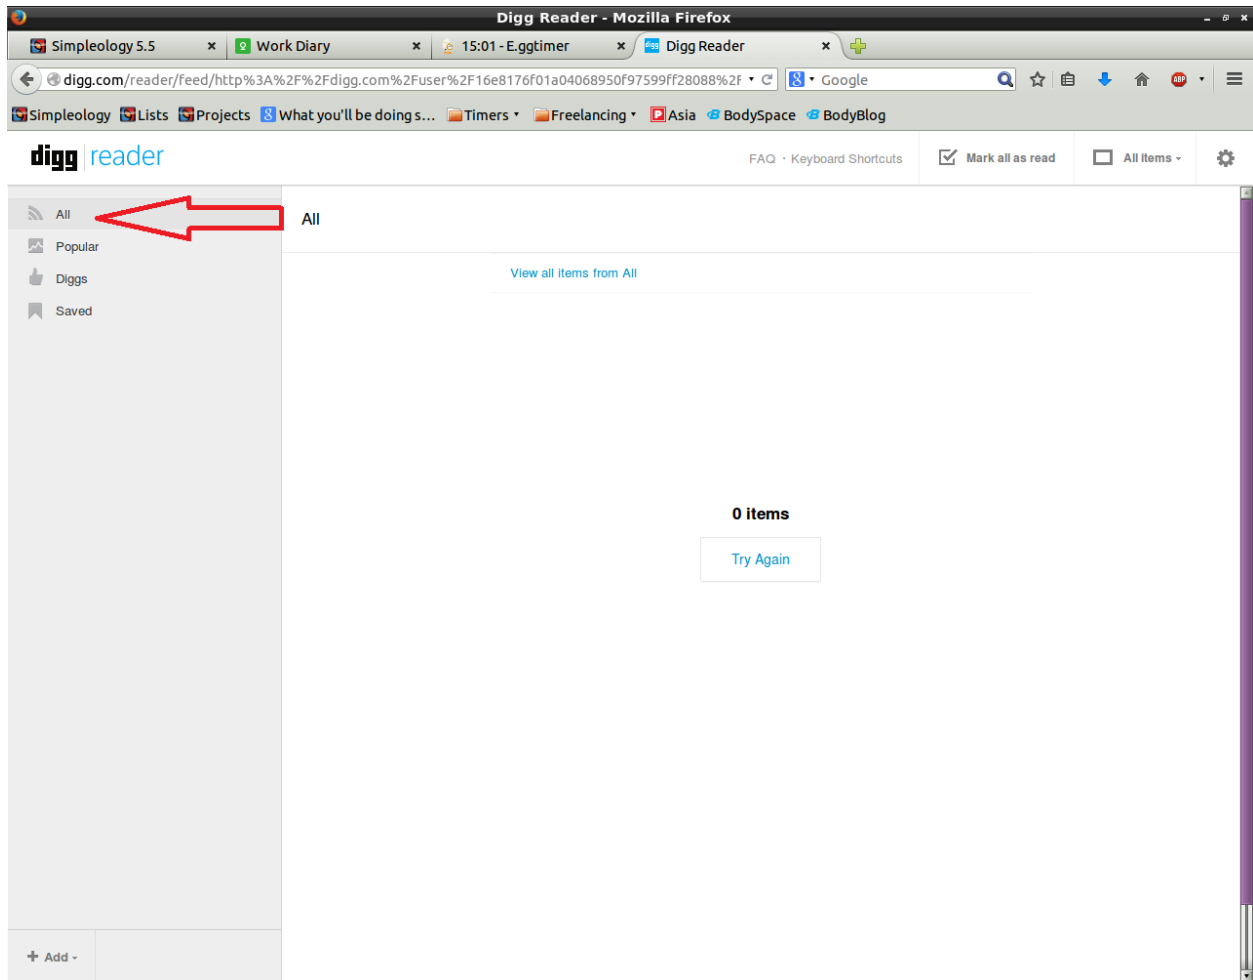 Digg Reader - Mozilla Firefox
Simpleology 5.5 Work Diary 15:01 - E.ggtimer Digg Reader
digg.com/reader/feed/http%3A%2F%2Fdigg.com%2Fuser%2F16e8176f01a04068950f97599ff28088%2F Google
Simpleology Lists Projects What you'll be doing s... Timers Freelancing Asia BodySpace BodyBlog
digg reader FAQ · Keyboard Shortcuts Mark all as read All items
All
All
Popular
Diggs
Saved
View all items from All
0 items
Try Again
+ Add